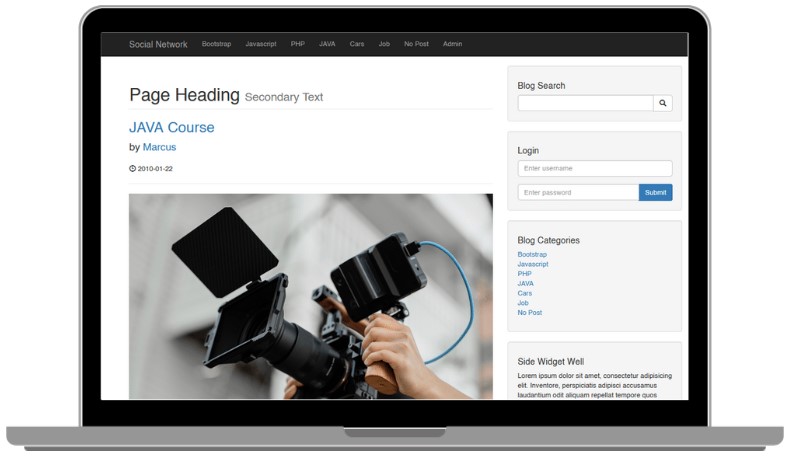 Social Network Bootstrap Javascript PHP JAVA Cars Job No Post Admin
Page Heading Secondary Text
JAVA Course
by Marcus
2010-01-22
Blog Search
Login
Enter username
Enter password Submit
Blog Categories
Bootstrap
Javascript
PHP
JAVA
Cars
Job
No Post
Side Widget Well
Lorem ipsum dolor sit amet, consectetur adipisicing
elit. Inventore, perspiciatis adipisci accusamus
laudantium odit aliquam repellat tempore quos